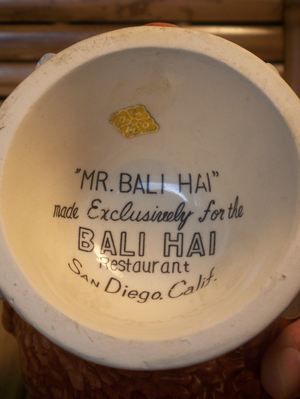 "MR. BALI HAI"
made Exclusively for the
BALI HAI
Restaurant
SAN Diego, Calif.